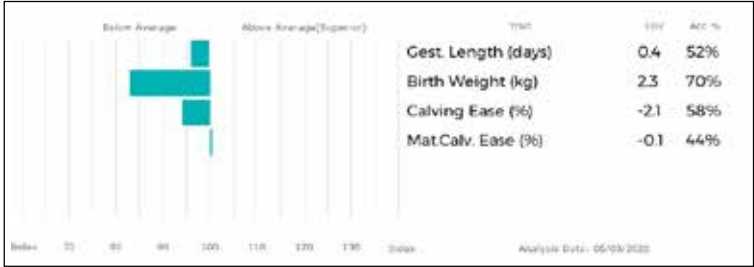 Below Average Above Average(Superior) Trait EBV Acc %
Gest. Length (days) 0.4 52%
Birth Weight (kg) 2.3 70%
Calving Ease (%) -2.1 58%
Mat.Calv. Ease (%) -0.1 44%
Index 70 80 90 100 110 120 130 Index Analysis Date: 05/03/2020